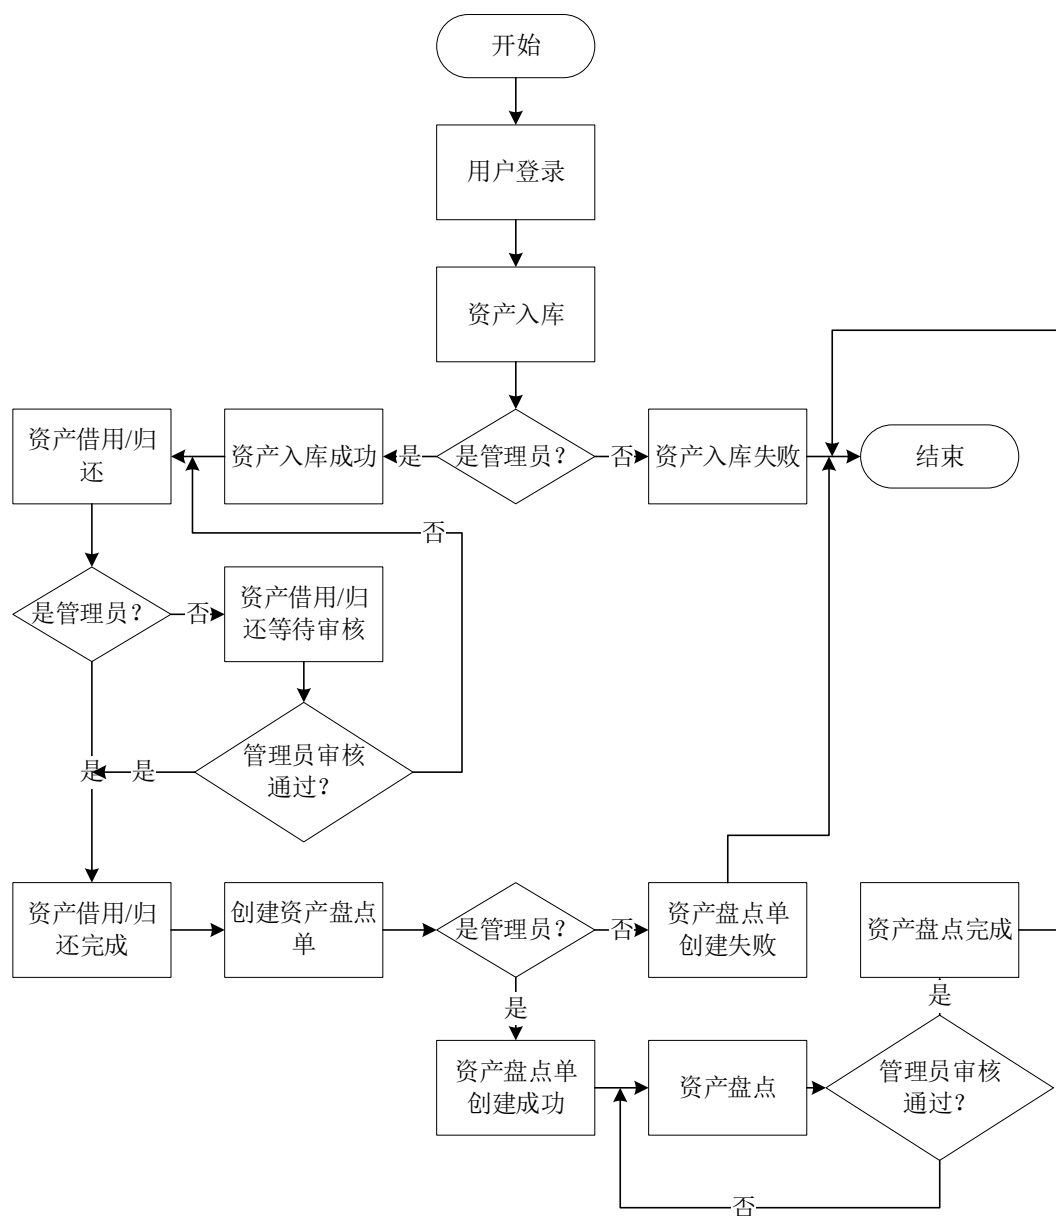 开始
用户登录
资产入库
资产借用/归
还
资产入库成功
是
是管理员？
否
资产入库失败
结束
否
是管理员？
否
资产借用/归
还等待审核
管理员审核
通过？
是
是
资产借用/归
还完成
创建资产盘点
单
是管理员？
否
资产盘点单
创建失败
资产盘点完成
是
是
资产盘点单
创建成功
资产盘点
管理员审核
通过？
否